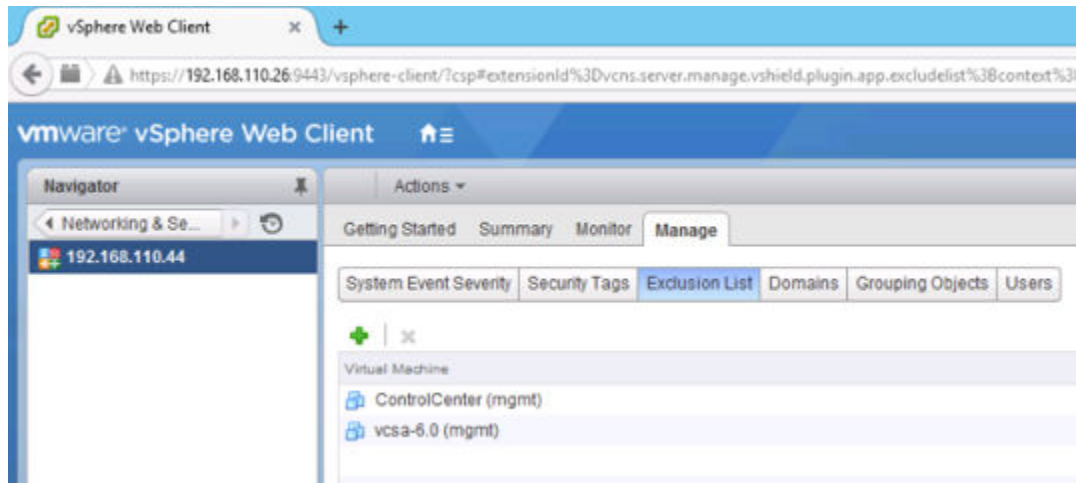 vSphere Web Client
https://192.168.110.26:9443/vsphere-client/?csp#extensionId%3Dvcns.server.manage.vshield.plugin.app.excludelist%3Bcontext%3
vmware® vSphere Web Client
Navigator
Actions
Networking & Se...
Getting Started Summary Monitor Manage
192.168.110.44
System Event Severity Security Tags Exclusion List Domains Grouping Objects Users
Virtual Machine
ControlCenter (mgmt)
vcsa-6.0 (mgmt)